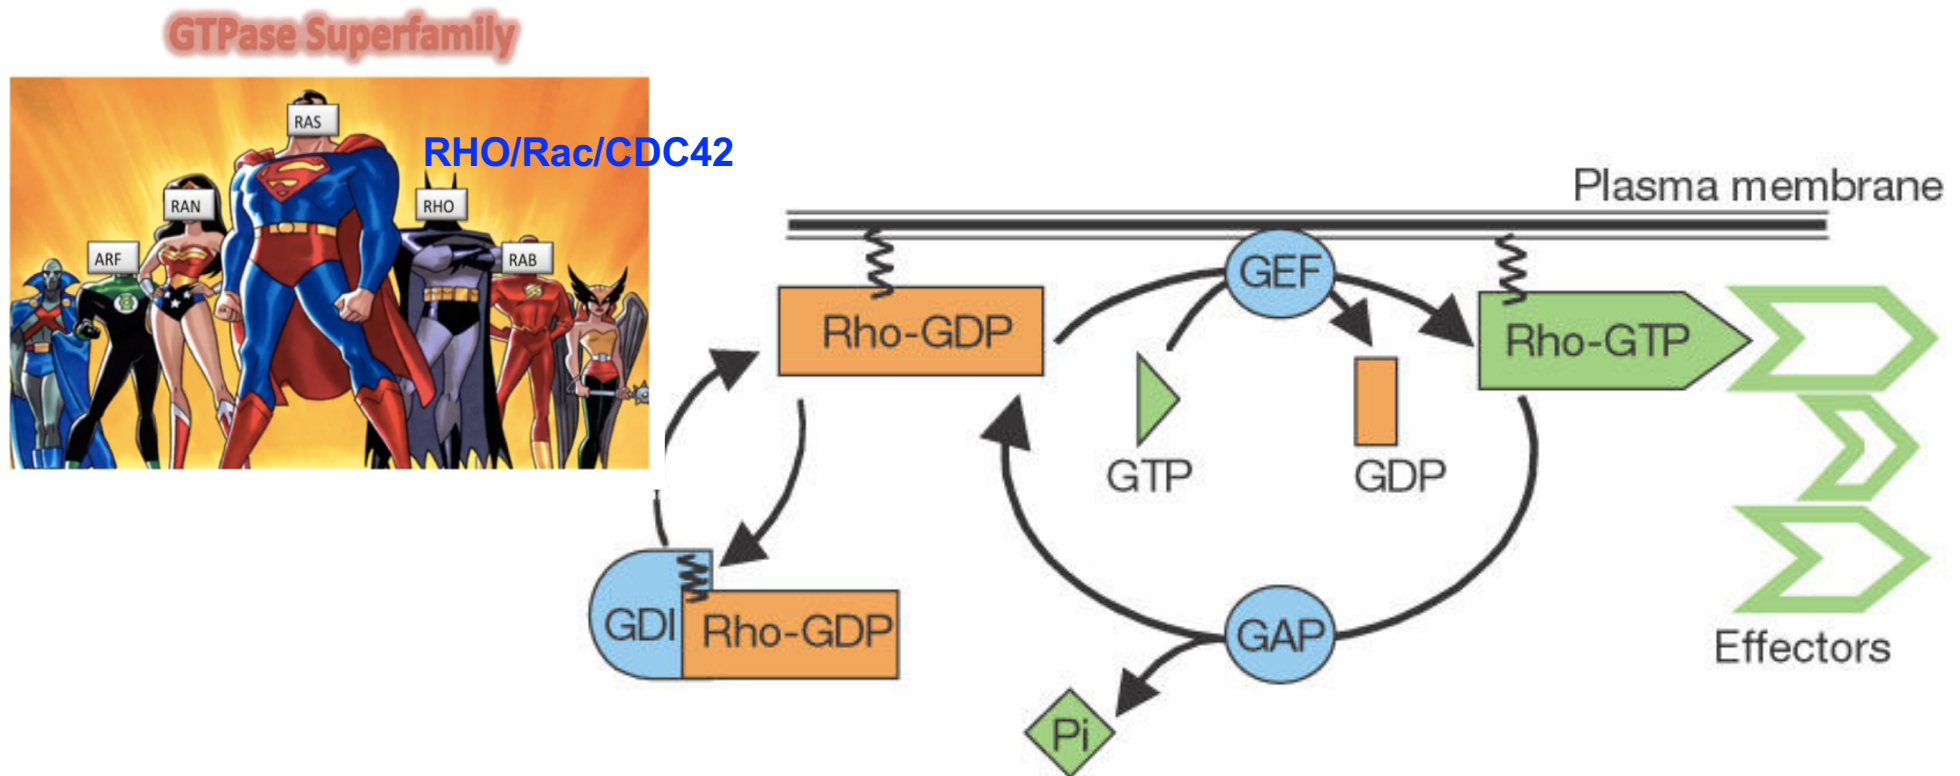 GTPase Superfamily
RAS
RHO/Rac/CDC42
RAN
RHO
ARF
RAB
Plasma membrane
GEF
Rho-GDP
Rho-GTP
GTP
GDP
GDI
Rho-GDP
GAP
Effectors
Pi